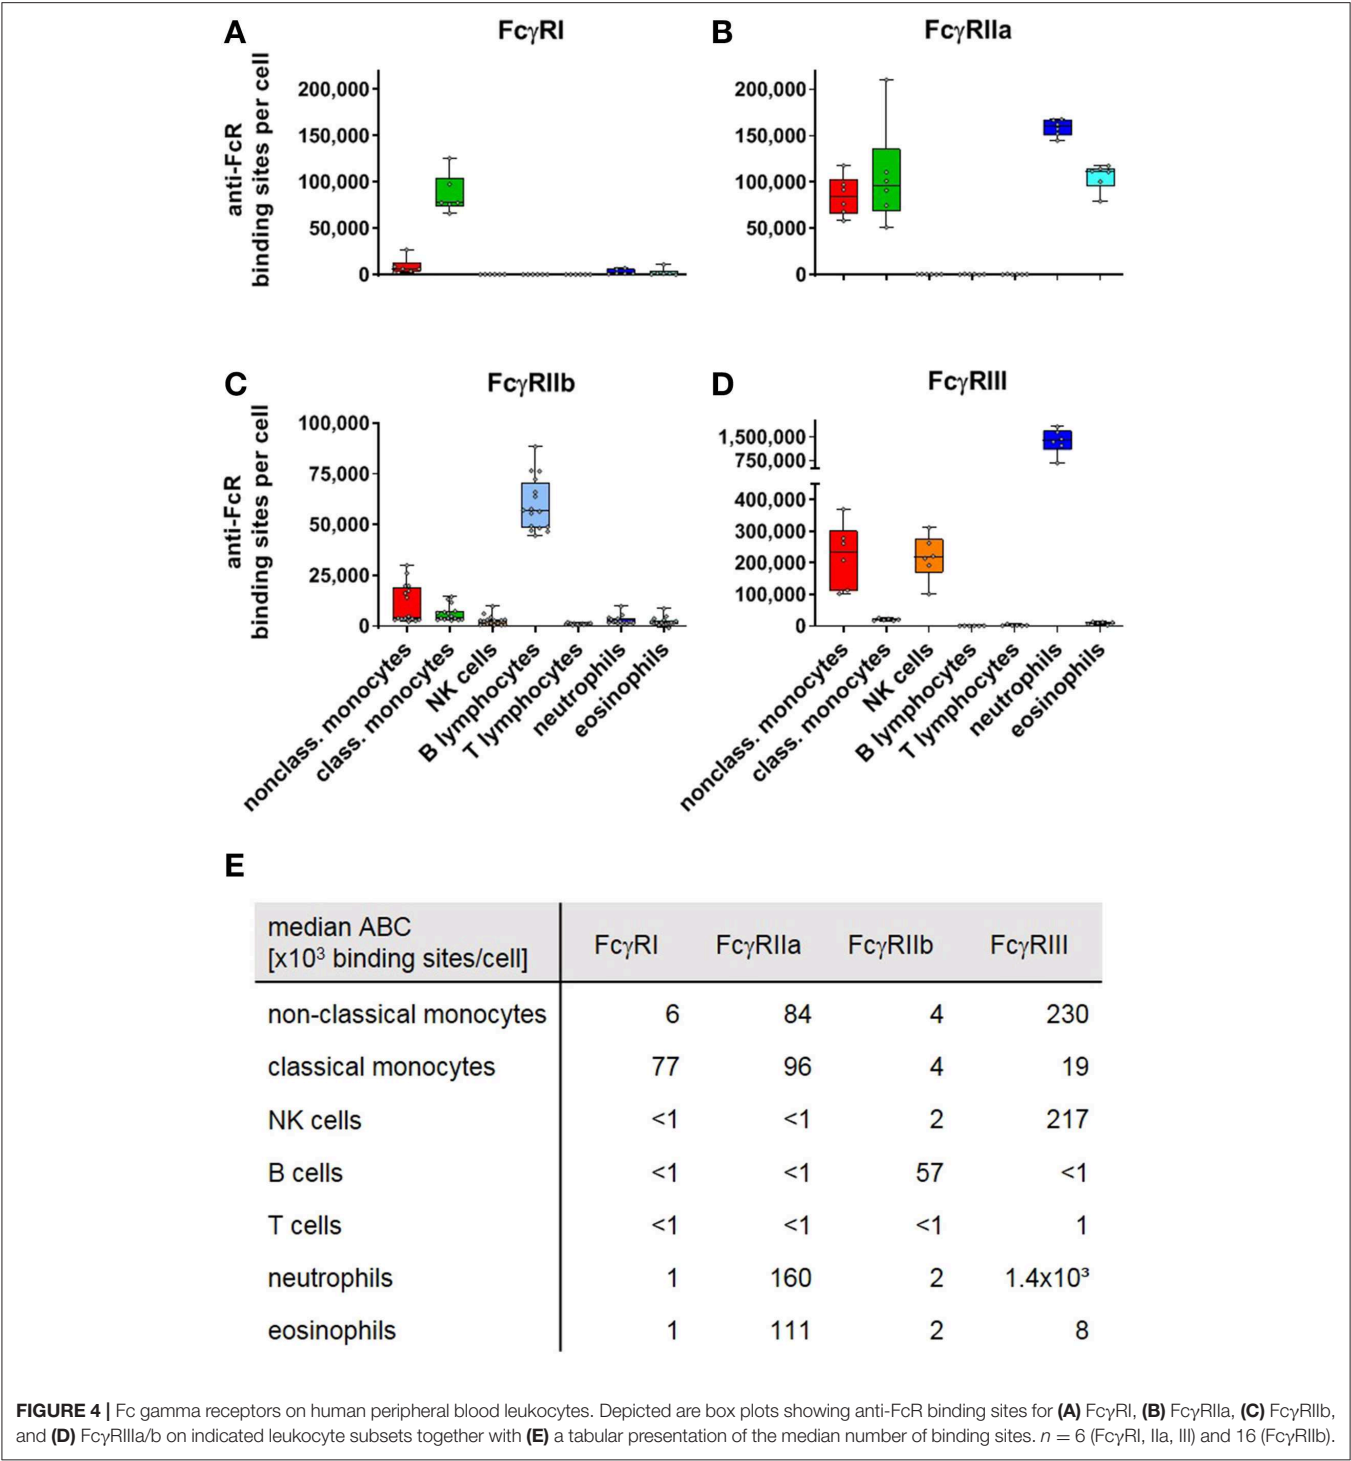 A
FcγRI
anti-FcR
binding sites per cell
200,000
150,000
100,000
50,000
0
B
FcγRIIa
200,000
150,000
100,000
50,000
0
C
FcγRIIb
anti-FcR
binding sites per cell
100,000
75,000
50,000
25,000
0
nonclass. monocytes
class. monocytes
NK cells
B lymphocytes
T lymphocytes
neutrophils
eosinophils
D
FcγRIII
1,500,000
750,000
400,000
300,000
200,000
100,000
0
nonclass. monocytes
class. monocytes
NK cells
B lymphocytes
T lymphocytes
neutrophils
eosinophils
E
median ABC
[x10³ binding sites/cell] FcγRI FcγRIIa FcγRIIb FcγRIII
non-classical monocytes 6 84 4 230
classical monocytes 77 96 4 19
NK cells <1 <1 2 217
B cells <1 <1 57 <1
T cells <1 <1 <1 1
neutrophils 1 160 2 1.4x10³
eosinophils 1 111 2 8
FIGURE 4 | Fc gamma receptors on human peripheral blood leukocytes. Depicted are box plots showing anti-FcR binding sites for (A) FcγRI, (B) FcγRIIa, (C) FcγRIIb,
and (D) FcγRIIIa/b on indicated leukocyte subsets together with (E) a tabular presentation of the median number of binding sites. n = 6 (FcγRI, IIa, III) and 16 (FcγRIIb).